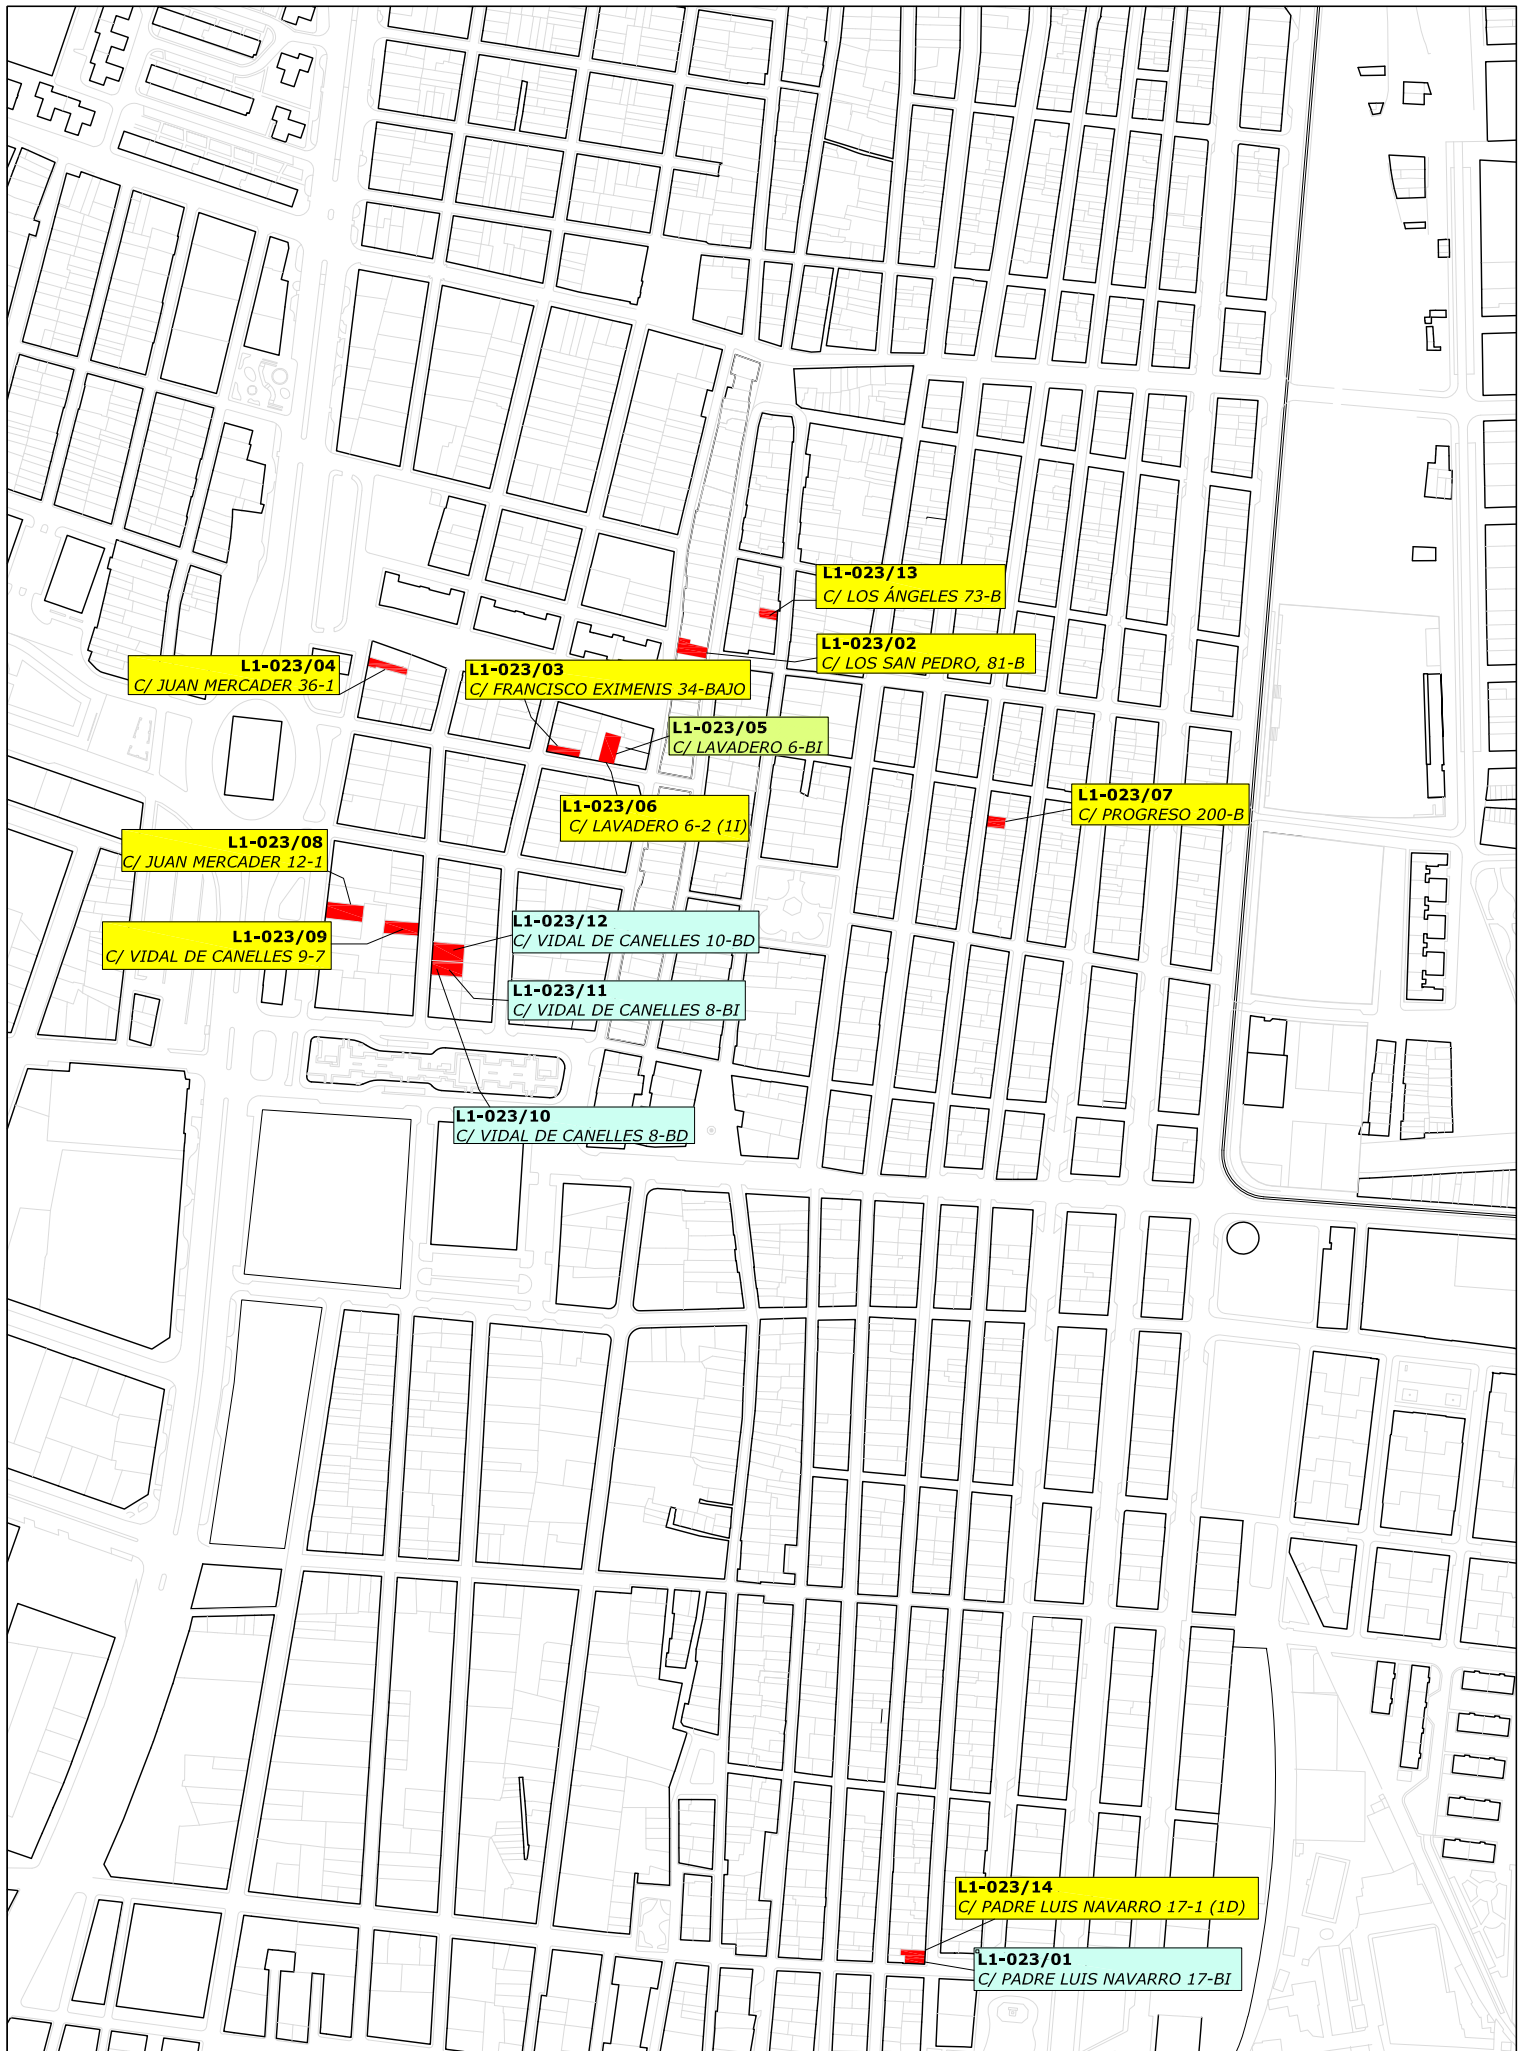 L1-023/13
C/ LOS ÁNGELES 73-B
L1-023/02
C/ LOS SAN PEDRO, 81-B
L1-023/04
C/ JUAN MERCADER 36-1
L1-023/03
C/ FRANCISCO EXIMENIS 34-BAJO
L1-023/05
C/ LAVADERO 6-BI
L1-023/06
C/ LAVADERO 6-2 (1I)
L1-023/07
C/ PROGRESO 200-B
L1-023/08
C/ JUAN MERCADER 12-1
L1-023/09
C/ VIDAL DE CANELLES 9-7
L1-023/12
C/ VIDAL DE CANELLES 10-BD
L1-023/11
C/ VIDAL DE CANELLES 8-BI
L1-023/10
C/ VIDAL DE CANELLES 8-BD
L1-023/14
C/ PADRE LUIS NAVARRO 17-1 (1D)
L1-023/01
C/ PADRE LUIS NAVARRO 17-BI